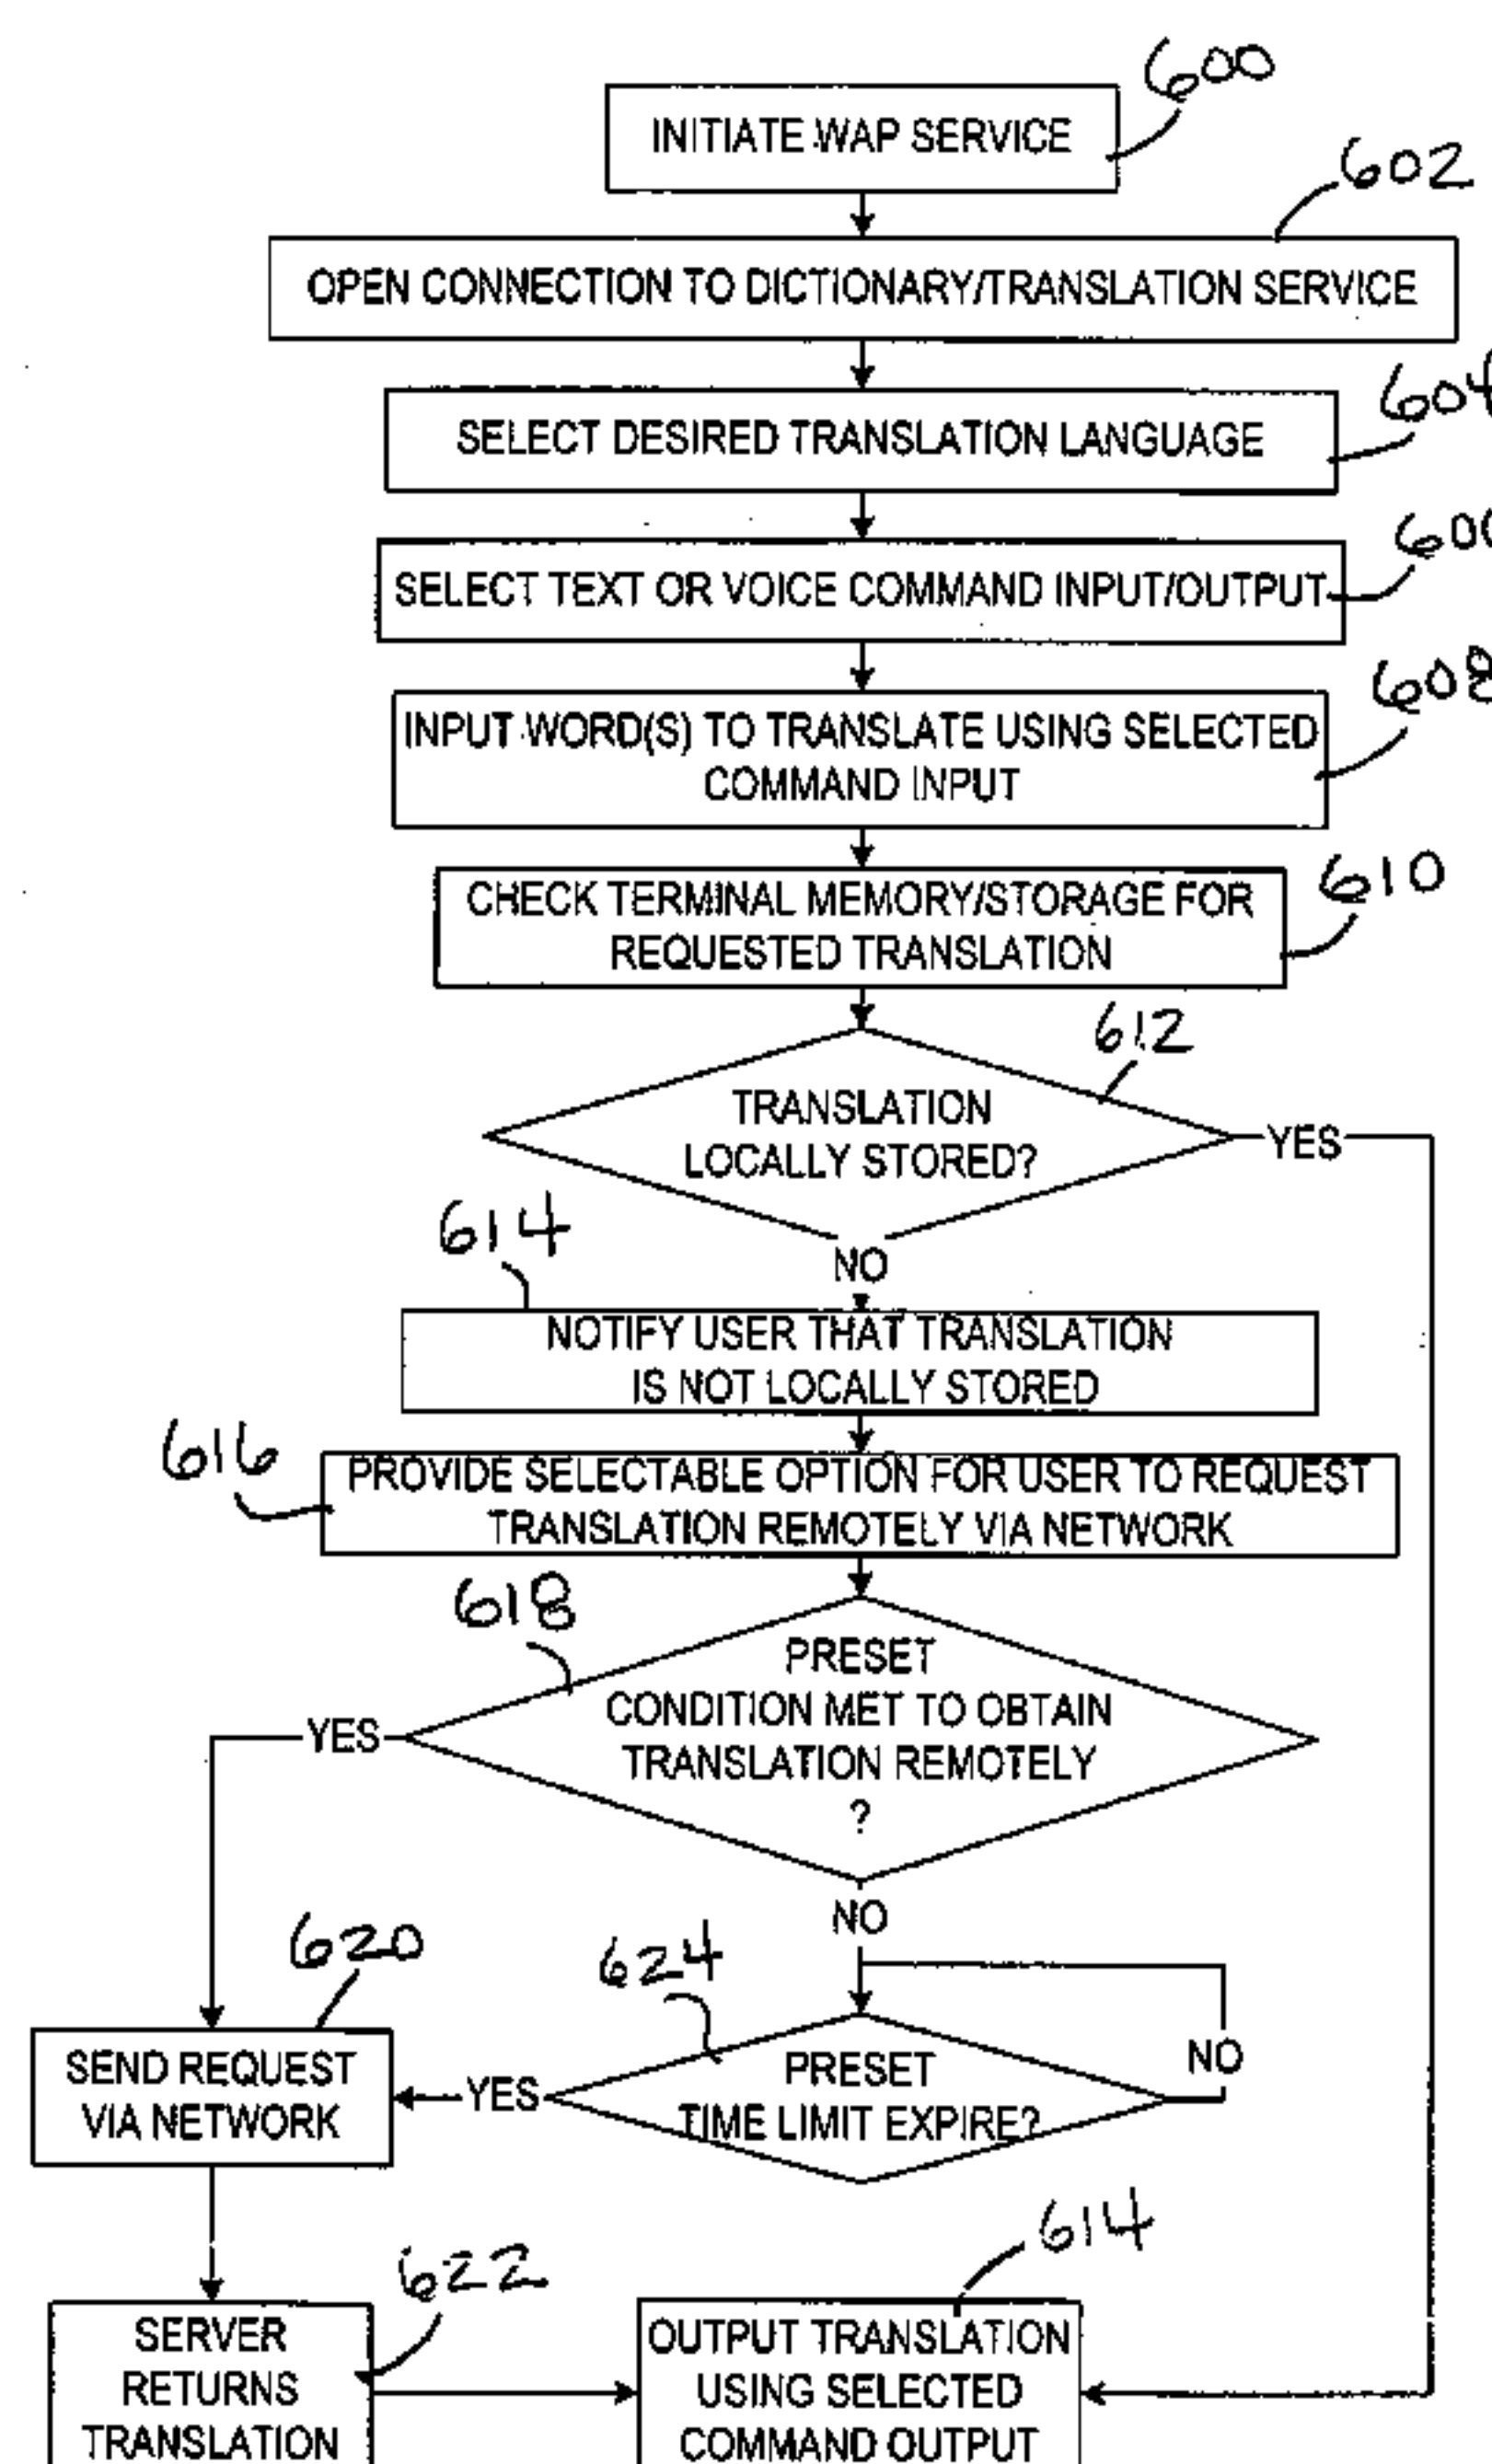 600
INITIATE WAP SERVICE
602
OPEN CONNECTION TO DICTIONARY/TRANSLATION SERVICE
604
SELECT DESIRED TRANSLATION LANGUAGE
SELECT TEXT OR VOICE COMMAND INPUT/OUTPUT
608
INPUT WORD(S) TO TRANSLATE USING SELECTED
COMMAND INPUT
610
CHECK TERMINAL MEMORY/STORAGE FOR
REQUESTED TRANSLATION
612
TRANSLATION
LOCALLY STORED?
YES
NO
614
NOTIFY USER THAT TRANSLATION
IS NOT LOCALLY STORED
616
PROVIDE SELECTABLE OPTION FOR USER TO REQUEST
TRANSLATION REMOTELY VIA NETWORK
618
PRESET
CONDITION MET TO OBTAIN
TRANSLATION REMOTELY
?
YES
NO
620
SEND REQUEST
VIA NETWORK
624
PRESET
TIME LIMIT EXPIRE?
YES
NO
622
SERVER
RETURNS
TRANSLATION
614
OUTPUT TRANSLATION
USING SELECTED
COMMAND OUTPUT